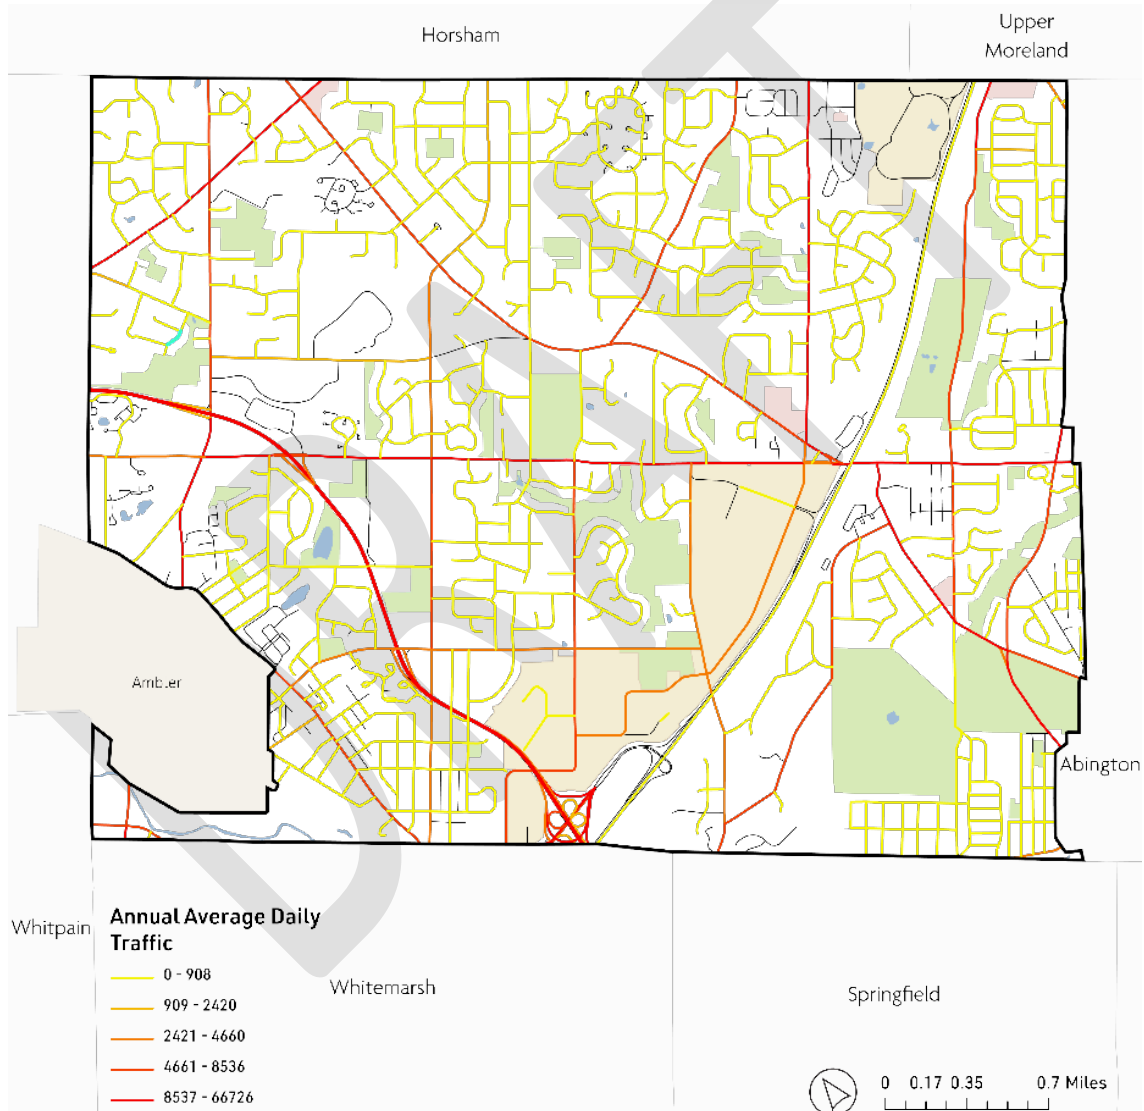 Horsham
Upper
Moreland
DRAFT
Ambler
Abington
Whitpain
Annual Average Daily
Traffic
0 - 908
909 - 2420
2421 - 4660
4661 - 8536
8537 - 66726
Whitemarsh
Springfield
0 0.17 0.35 0.7 Miles